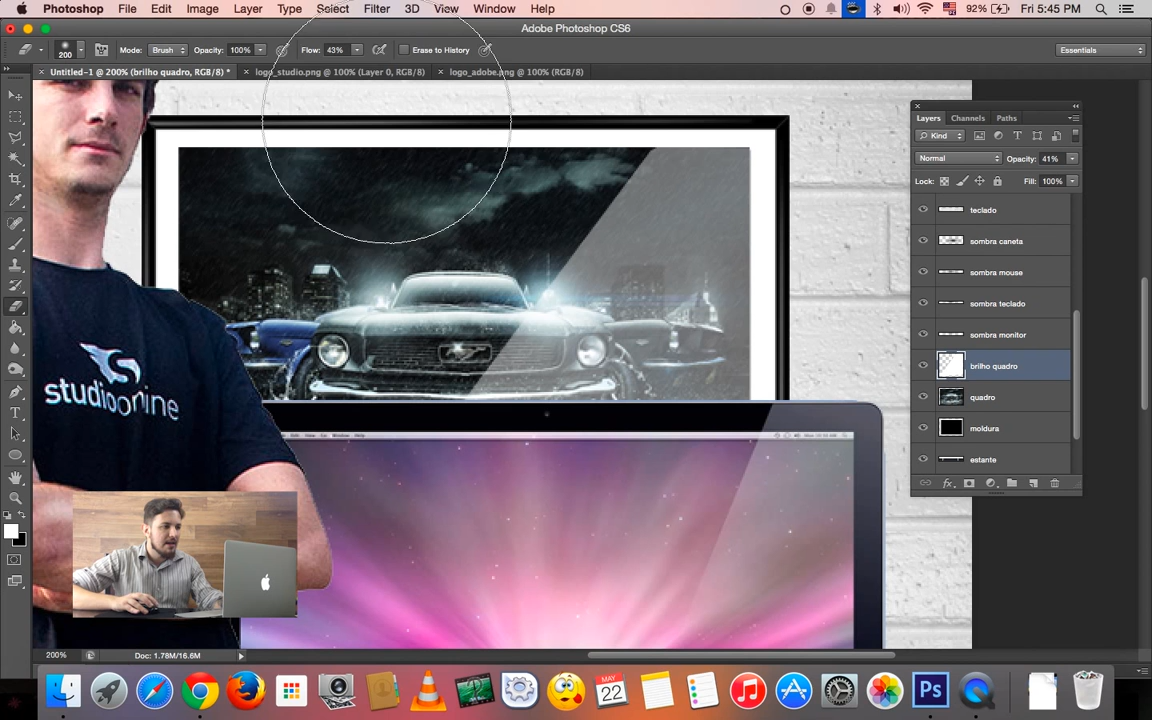 Photoshop File Edit Image Layer Type Select Filter 3D View Window Help 92% Fri 5:45 PM
Adobe Photoshop CS6
200 Mode: Brush Opacity: 100% Flow: 43% Erase to History Essentials
Untitled-1 @ 200% (brilho quadro, RGB/8) * logo_studio.png @ 100% (Layer 0, RGB/8) logo_adobe.png @ 100% (RGB/8)
Layers Channels Paths
Kind
Normal Opacity: 41%
Lock: Fill: 100%
teclado
sombra caneta
sombra mouse
sombra teclado
sombra monitor
brilho quadro
quadro
moldura
estante
fx
studioonline
200% Doc: 1.78M/16.6M
MAY
22
Ps